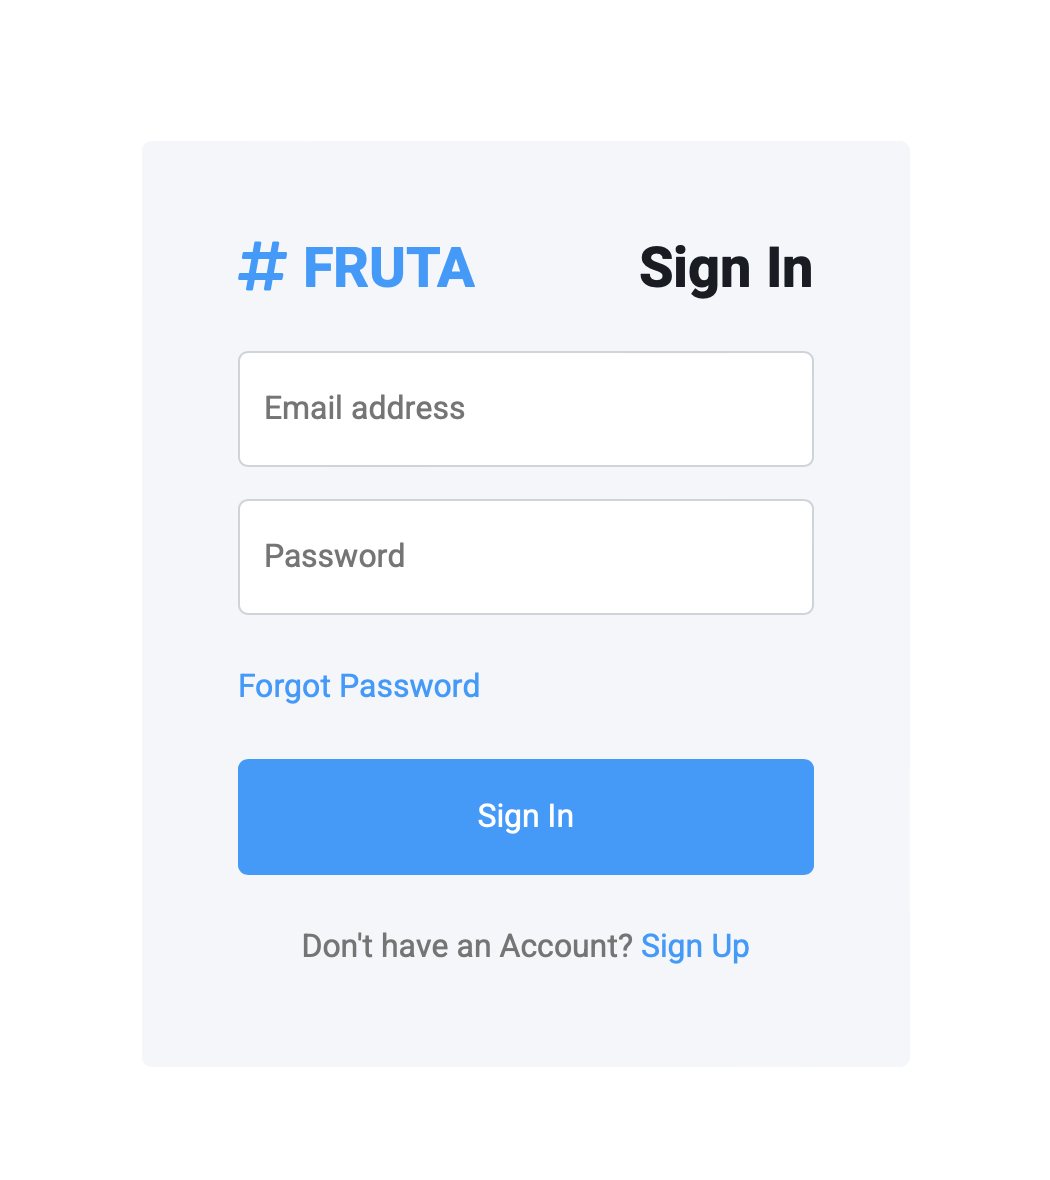 # FRUTA Sign In
Email address
Password
Forgot Password
Sign In
Don't have an Account? Sign Up